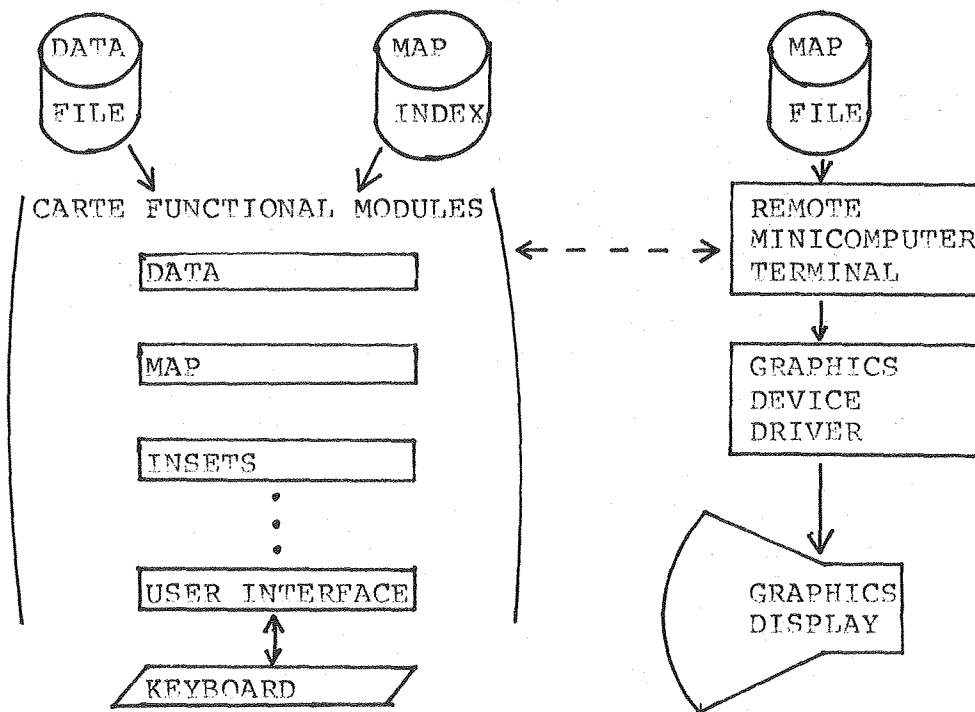 DATA
FILE
MAP
INDEX
MAP
FILE
CARTE FUNCTIONAL MODULES
DATA
MAP
INSETS
USER INTERFACE
KEYBOARD
REMOTE
MINICOMPUTER
TERMINAL
GRAPHICS
DEVICE
DRIVER
GRAPHICS
DISPLAY